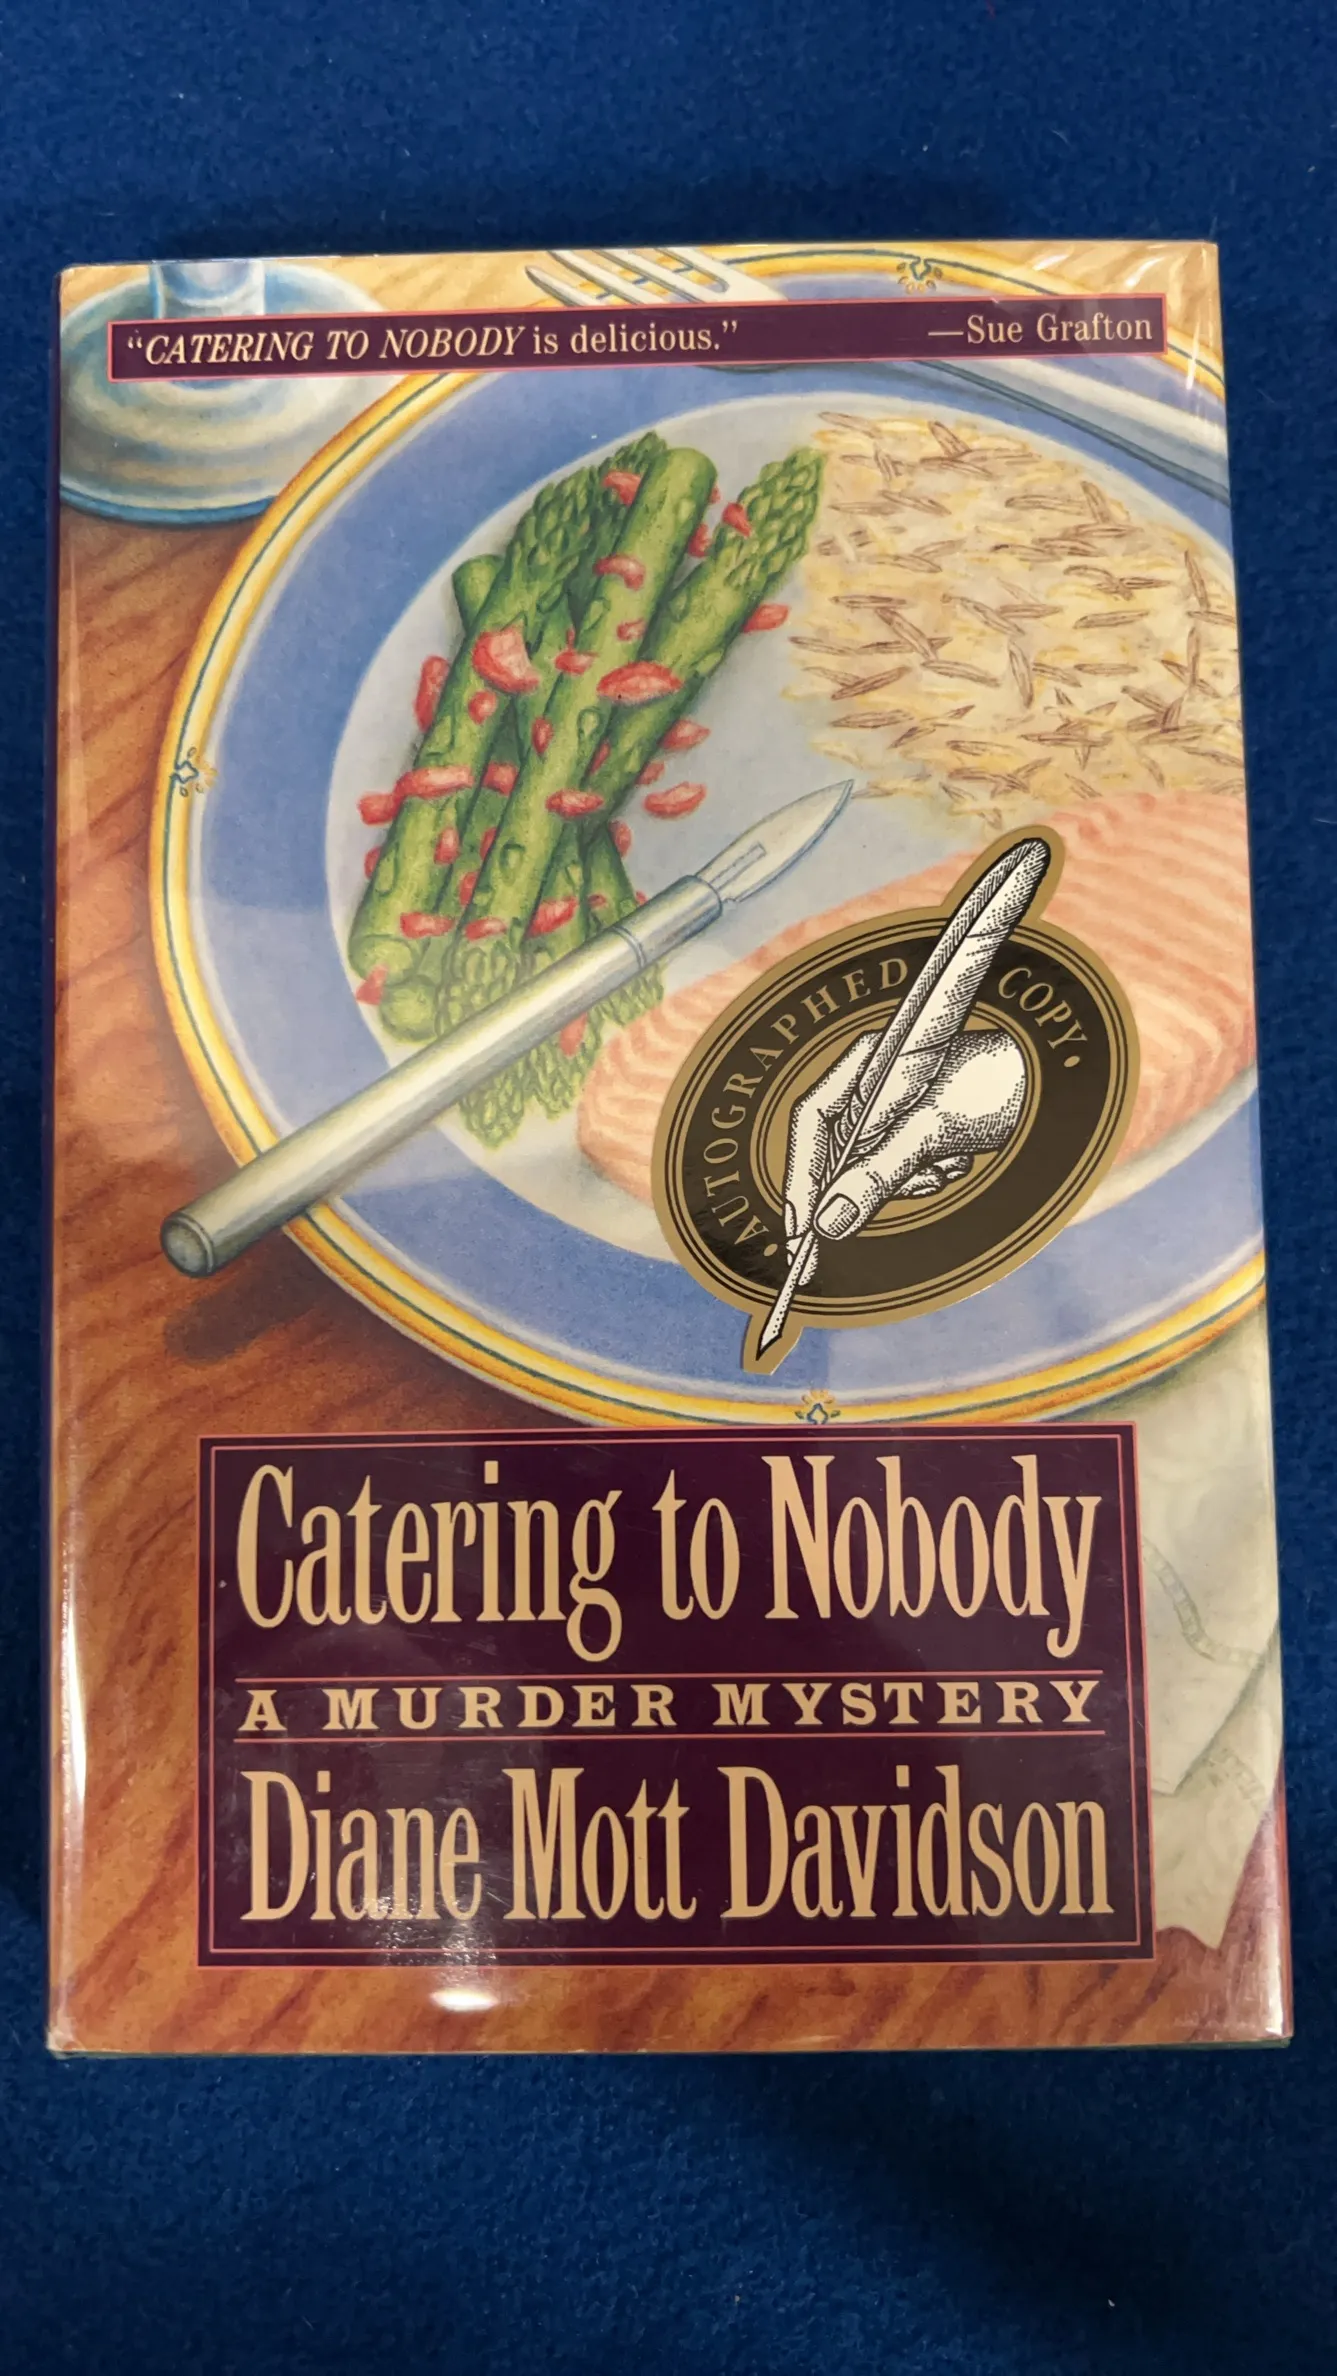 “CATERING TO NOBODY is delicious.” —Sue Grafton
• AUTOGRAPHED COPY •
Catering to Nobody
A MURDER MYSTERY
Diane Mott Davidson